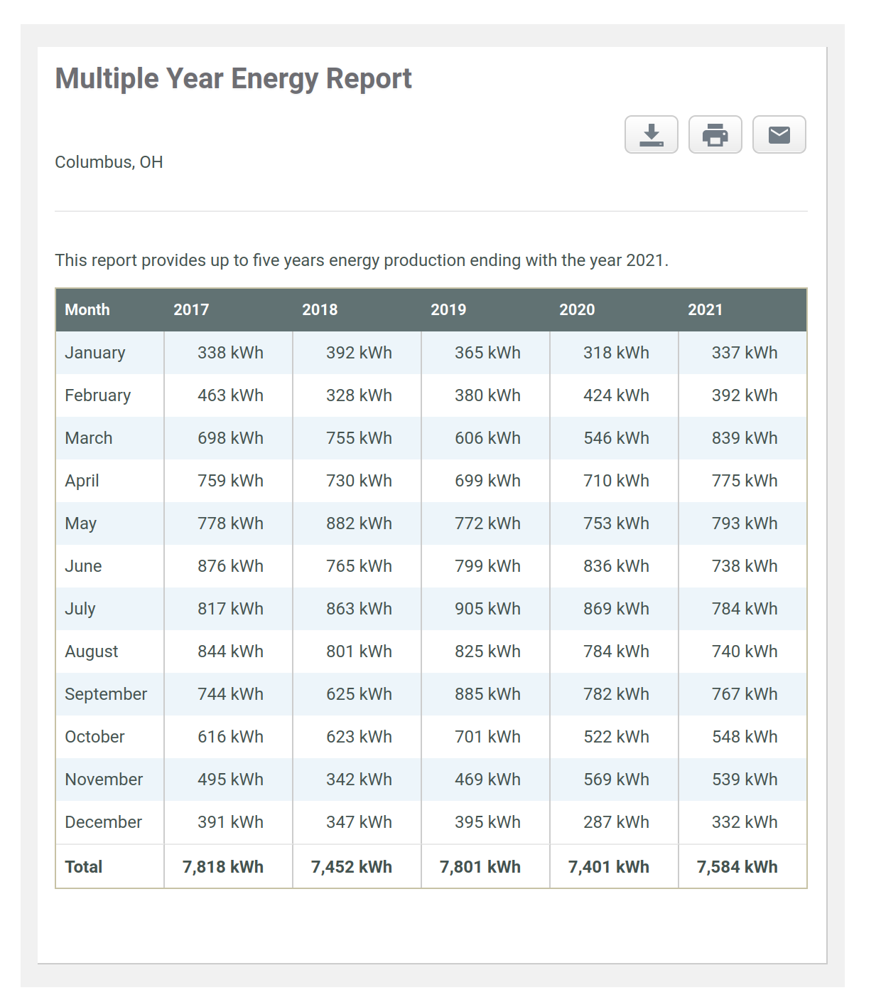 Multiple Year Energy Report
Columbus, OH
This report provides up to five years energy production ending with the year 2021.
Month 2017 2018 2019 2020 2021
January 338 kWh 392 kWh 365 kWh 318 kWh 337 kWh
February 463 kWh 328 kWh 380 kWh 424 kWh 392 kWh
March 698 kWh 755 kWh 606 kWh 546 kWh 839 kWh
April 759 kWh 730 kWh 699 kWh 710 kWh 775 kWh
May 778 kWh 882 kWh 772 kWh 753 kWh 793 kWh
June 876 kWh 765 kWh 799 kWh 836 kWh 738 kWh
July 817 kWh 863 kWh 905 kWh 869 kWh 784 kWh
August 844 kWh 801 kWh 825 kWh 784 kWh 740 kWh
September 744 kWh 625 kWh 885 kWh 782 kWh 767 kWh
October 616 kWh 623 kWh 701 kWh 522 kWh 548 kWh
November 495 kWh 342 kWh 469 kWh 569 kWh 539 kWh
December 391 kWh 347 kWh 395 kWh 287 kWh 332 kWh
Total 7,818 kWh 7,452 kWh 7,801 kWh 7,401 kWh 7,584 kWh